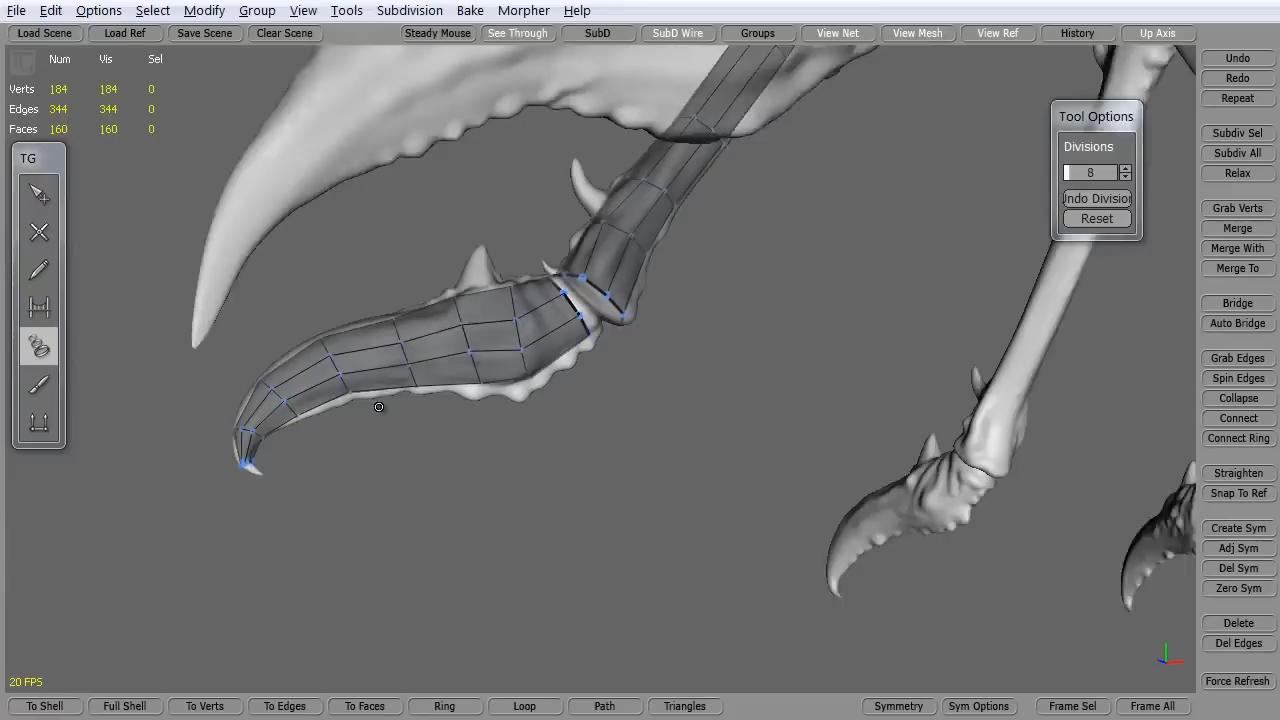 File Edit Options Select Modify Group View Tools Subdivision Bake Morpher Help
Load Scene Load Ref Save Scene Clear Scene Steady Mouse See Through SubD SubD Wire Groups View Net View Mesh View Ref History Up Axis
Num Vis Sel
Verts 184 184 0
Edges 344 344 0
Faces 160 160 0
TG
Tool Options
Divisions
8
Undo Division
Reset
Undo
Redo
Repeat
Subdiv Sel
Subdiv All
Relax
Grab Verts
Merge
Merge With
Merge To
Bridge
Auto Bridge
Grab Edges
Spin Edges
Collapse
Connect
Connect Ring
Straighten
Snap To Ref
Create Sym
Adj Sym
Del Sym
Zero Sym
Delete
Del Edges
Force Refresh
20 FPS
To Shell Full Shell To Verts To Edges To Faces Ring Loop Path Triangles Symmetry Sym Options Frame Sel Frame All